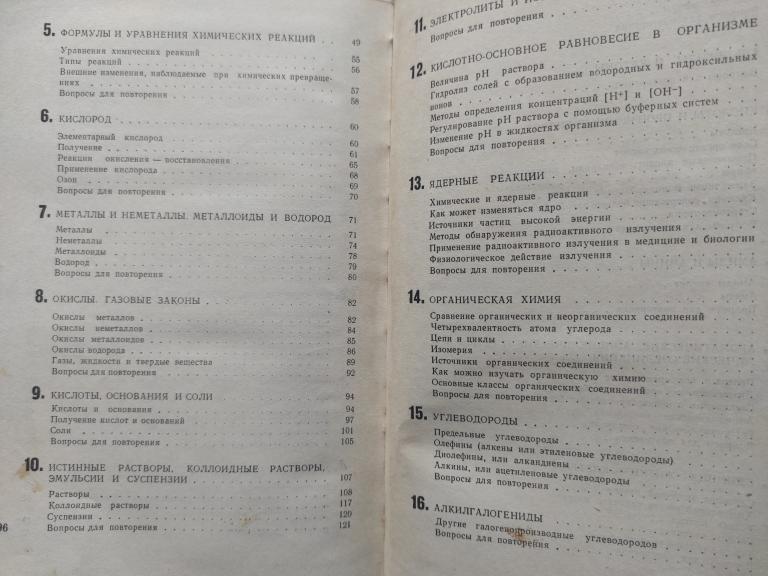 5. ФОРМУЛЫ И УРАВНЕНИЯ ХИМИЧЕСКИХ РЕАКЦИЙ . . 49
Уравнения химических реакций 55
Типы реакций 56
Внешние изменения, наблюдаемые при химических превраще-
ниях 57
Вопросы для повторения 58
6. КИСЛОРОД 60
Элементарный кислород 60
Получение 61
Реакции окисления — восстановления 65
Применение кислорода 68
Озон 69
Вопросы для повторения 70
7. МЕТАЛЛЫ И НЕМЕТАЛЛЫ. МЕТАЛЛОИДЫ И ВОДОРОД 71
Металлы 71
Неметаллы 74
Металлоиды 78
Водород 79
Вопросы для повторения 80
8. ОКИСЛЫ. ГАЗОВЫЕ ЗАКОНЫ 82
Окислы металлов 82
Окислы неметаллов 84
Окислы металлоидов 85
Окислы водорода 86
Газы, жидкости и твердые вещества 89
Вопросы для повторения 92
9. КИСЛОТЫ, ОСНОВАНИЯ И СОЛИ 94
Кислоты и основания 94
Получение кислот и оснований 97
Соли 101
Вопросы для повторения 105
10. ИСТИННЫЕ РАСТВОРЫ, КОЛЛОИДНЫЕ РАСТВОРЫ,
ЭМУЛЬСИИ И СУСПЕНЗИИ 107
Растворы 108
Коллоидные растворы 117
Суспензии 120
Вопросы для повторения 121
96
11. ЭЛЕКТРОЛИТЫ И
Вопросы для повторения
12. КИСЛОТНО-ОСНОВНОЕ РАВНОВЕСИЕ В ОРГАНИЗМЕ
Величина pH раствора
Гидролиз солей с образованием водородных и гидроксильных
ионов
Методы определения концентраций [H⁺] и [OH⁻]
Регулирование pH раствора с помощью буферных систем
Изменение pH в жидкостях организма
Вопросы для повторения
13. ЯДЕРНЫЕ РЕАКЦИИ
Химические и ядерные реакции
Как может изменяться ядро
Источники частиц высокой энергии
Методы обнаружения радиоактивного излучения
Применение радиоактивного излучения в медицине и биологии
Физиологическое действие излучения
Вопросы для повторения
14. ОРГАНИЧЕСКАЯ ХИМИЯ
Сравнение органических и неорганических соединений
Четырехвалентность атома углерода
Цепи и циклы
Изомерия
Источники органических соединений
Как можно изучать органическую химию
Основные классы органических соединений
Вопросы для повторения
15. УГЛЕВОДОРОДЫ
Предельные углеводороды
Олефины (алкены или этиленовые углеводороды)
Диолефины, или алкандиены
Алкины, или ацетиленовые углеводороды
Вопросы для повторения
16. АЛКИЛГАЛОГЕНИДЫ
Другие галогенопроизводные углеводородов
Вопросы для повторения